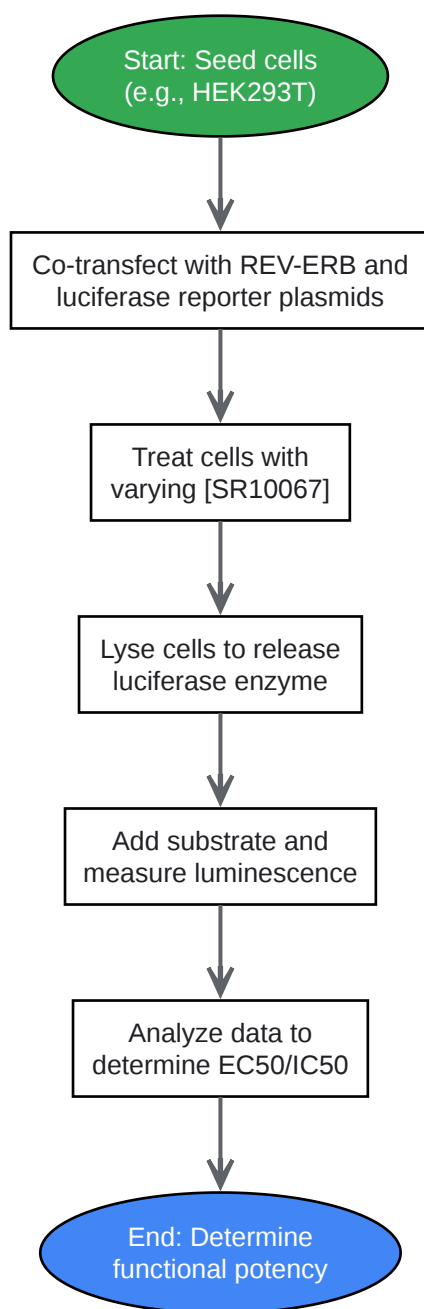 Start: Seed cells
(e.g., HEK293T)
Co-transfect with REV-ERB and
luciferase reporter plasmids
Treat cells with
varying [SR10067]
Lyse cells to release
luciferase enzyme
Add substrate and
measure luminescence
Analyze data to
determine EC50/IC50
End: Determine
functional potency